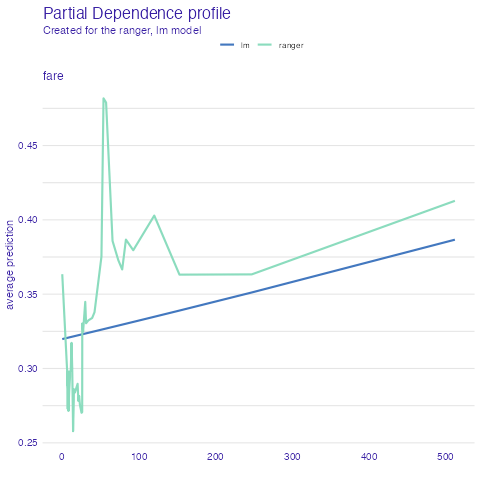 Partial Dependence profile
Created for the ranger, lm model
lm ranger
fare
average prediction
0.45
0.40
0.35
0.30
0.25
0 100 200 300 400 500